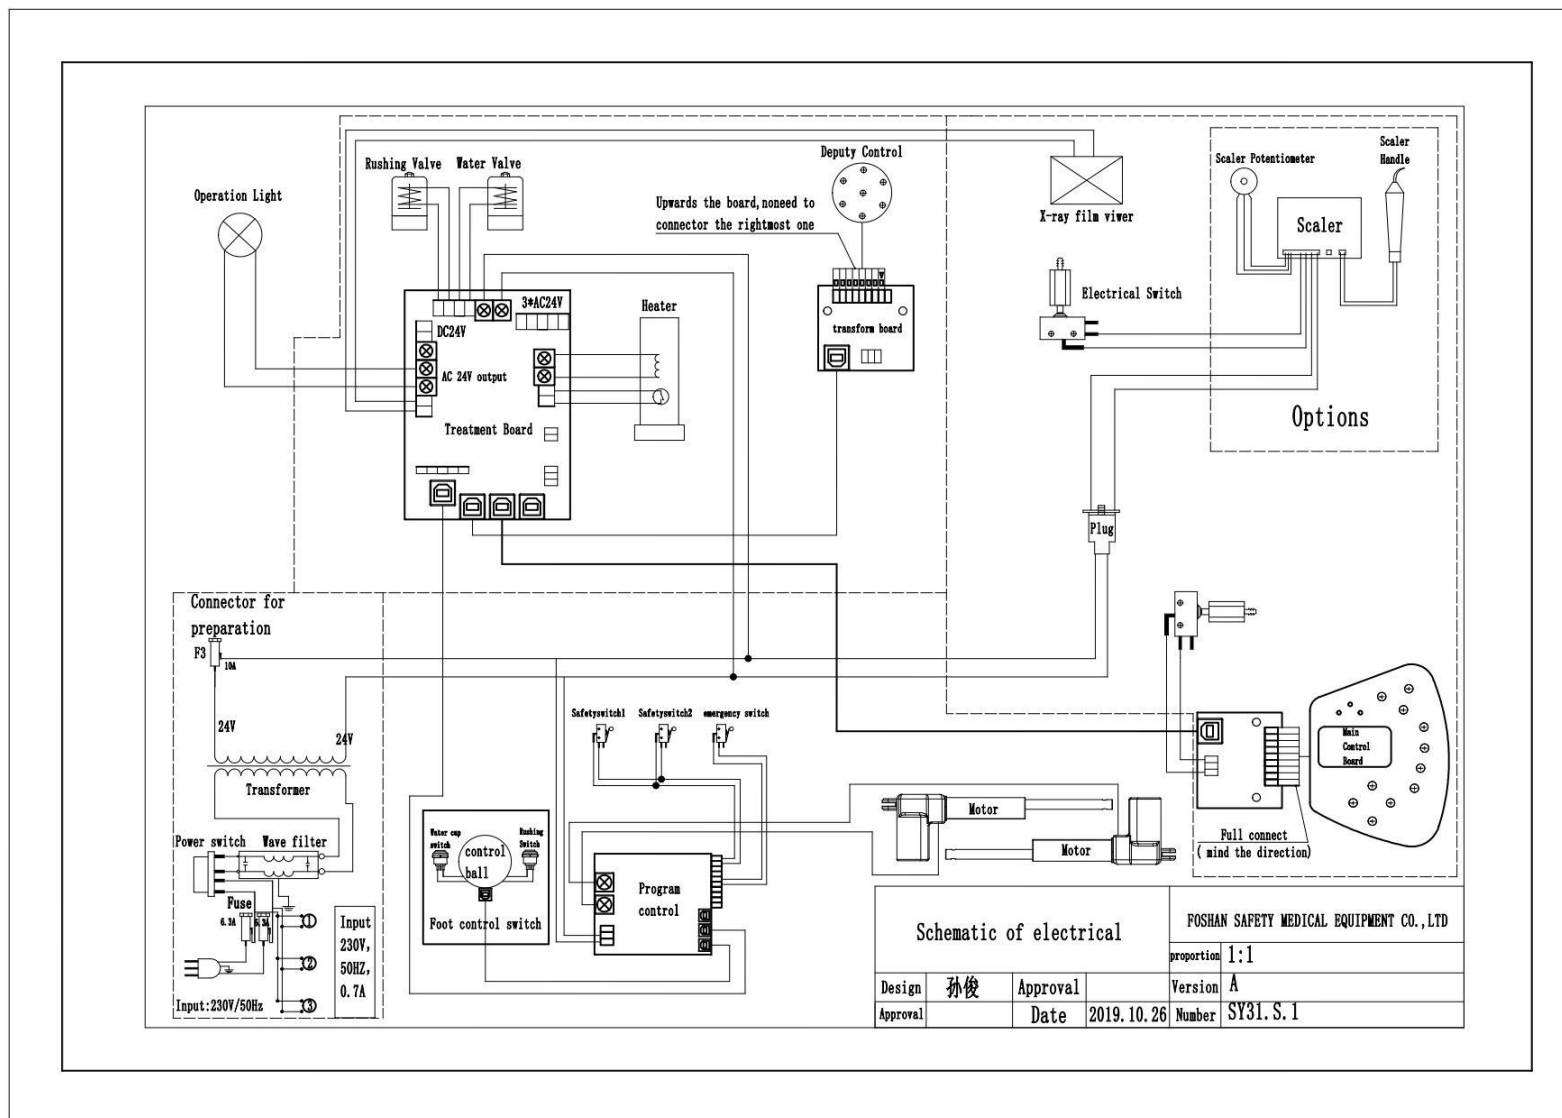 Rushing Valve
Water Valve
Operation Light
Deputy Control
Upwards the board,noneed to
connector the rightmost one
X-ray film viwer
Scaler Potentiometer
Scaler
Handle
Scaler
Electrical Switch
Options
3*AC24V
DC24V
AC 24V output
Treatment Board
Heater
transform board
Plug
Connector for
preparation
F3
10A
24V
24V
Transformer
Power switch
Wave filter
Fuse
6.3A
6.3A
1
2
3
Input
230V,
50HZ,
0.7A
Input:230V/50Hz
Safetyswitch1
Safetyswitch2
emergency switch
Water cup
switch
Rushing
Switch
control
ball
Foot control switch
Program
control
Motor
Motor
Main
Control
Board
Full connect
( mind the direction)
Schematic of electrical
FOSHAN SAFETY MEDICAL EQUIPMENT CO.,LTD
proportion 1:1
Design 孙俊 Approval Version A
Approval Date 2019.10.26 Number SY31.S.1